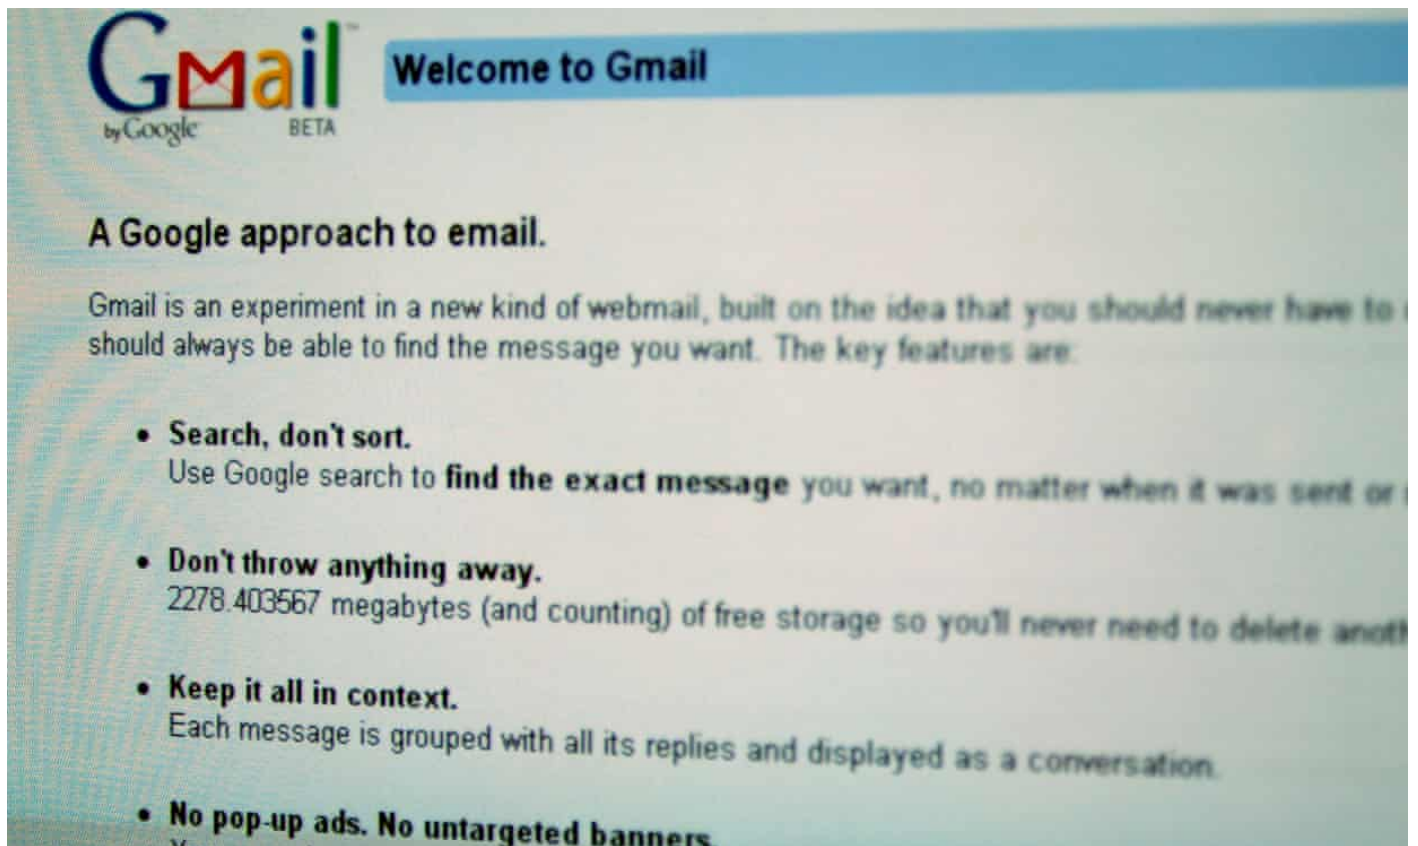 Gmail
by Google BETA
Welcome to Gmail
A Google approach to email.
Gmail is an experiment in a new kind of webmail, built on the idea that you should never have to
should always be able to find the message you want. The key features are:
• Search, don't sort.
Use Google search to find the exact message you want, no matter when it was sent or
• Don't throw anything away.
2278.403567 megabytes (and counting) of free storage so you'll never need to delete
• Keep it all in context.
Each message is grouped with all its replies and displayed as a conversation.
• No pop-up ads. No untargeted banners.